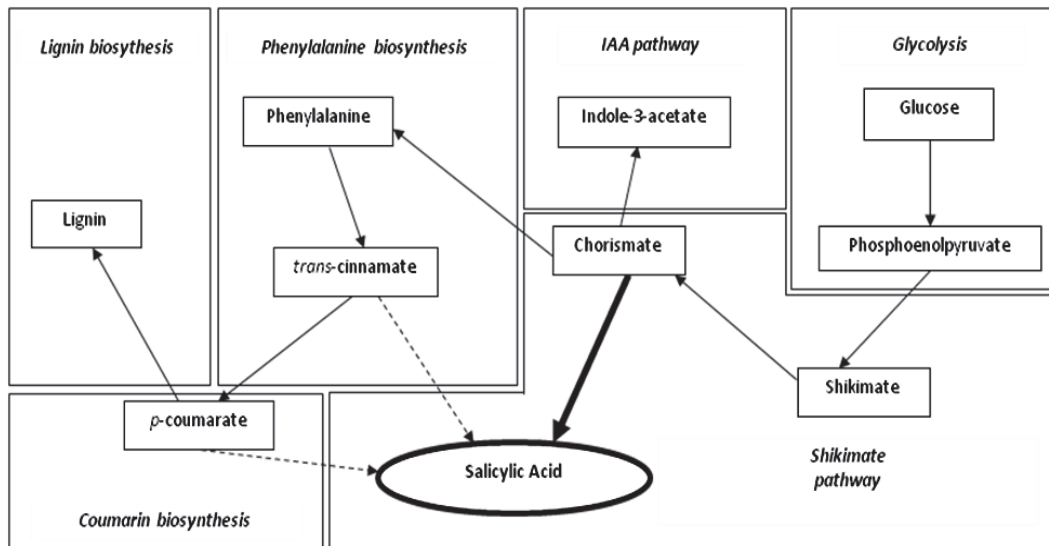 Lignin biosythesis
Phenylalanine biosynthesis
IAA pathway
Glycolysis
Phenylalanine
Indole-3-acetate
Glucose
Lignin
trans-cinnamate
Chorismate
Phosphoenolpyruvate
Shikimate
p-coumarate
Salicylic Acid
Shikimate
pathway
Coumarin biosynthesis